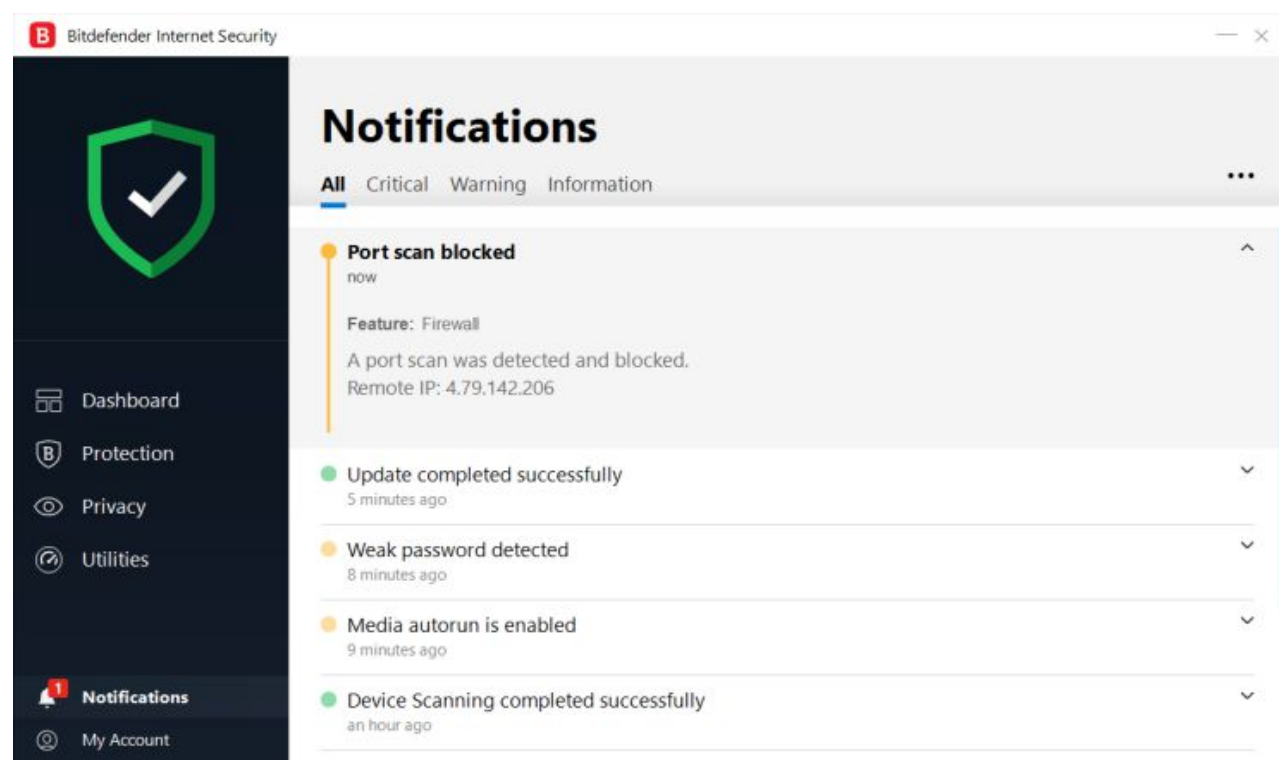 B Bitdefender Internet Security
Notifications
All Critical Warning Information
Port scan blocked
now
Feature: Firewall
A port scan was detected and blocked.
Remote IP: 4.79.142.206
Update completed successfully
5 minutes ago
Weak password detected
8 minutes ago
Media autorun is enabled
9 minutes ago
Device Scanning completed successfully
an hour ago
Dashboard
B Protection
Privacy
Utilities
1 Notifications
My Account